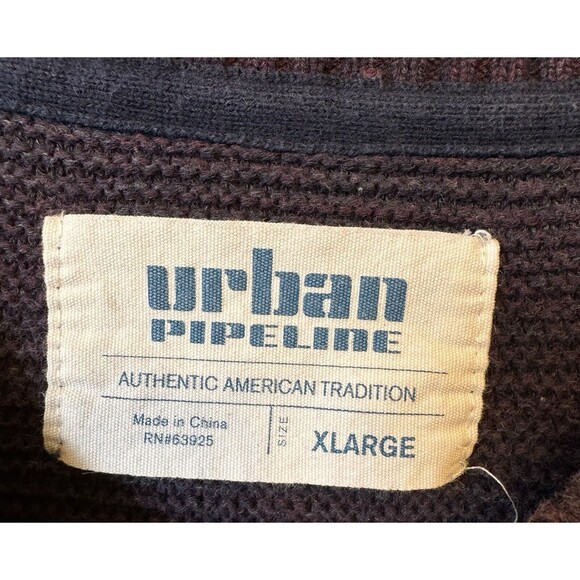 urban
PIPELINE
AUTHENTIC AMERICAN TRADITION
Made in China
RN#63925
SIZE
XLARGE